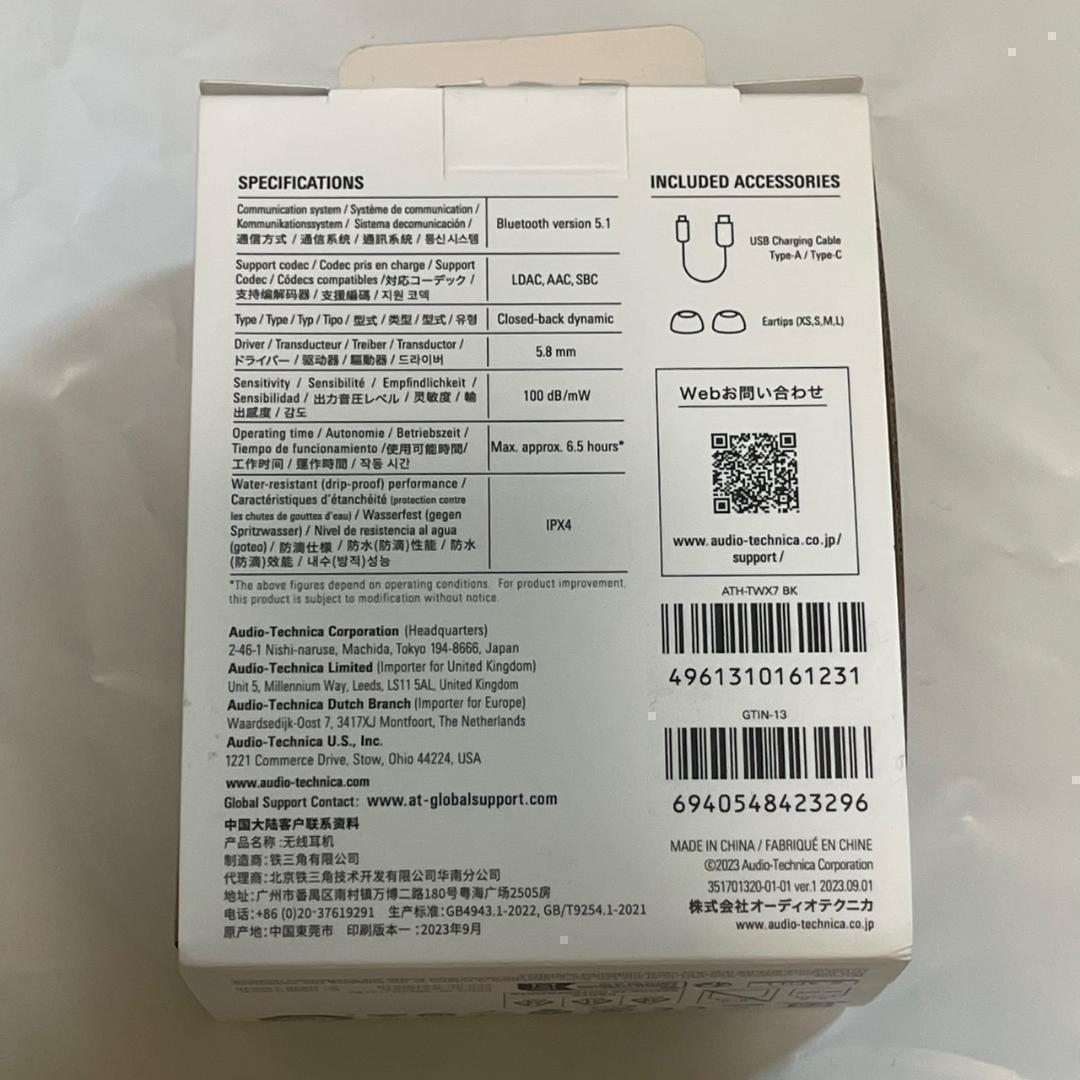 SPECIFICATIONS
Communication system / Système de communication /
Kommunikationssystem / Sistema decomunicación /
通信方式 / 通信系统 / 通訊系統 / 통신 시스템
Bluetooth version 5.1
Support codec / Codec pris en charge / Support
Codec / Códecs compatibles /対応コーデック /
支持编解码器 / 支援編碼 / 지원 코덱
LDAC, AAC, SBC
Type / Type / Typ / Tipo / 型式 / 类型 / 型式 / 유형
Closed-back dynamic
Driver / Transducteur / Treiber / Transductor /
ドライバー / 驱动器 / 驅動器 / 드라이버
5.8 mm
Sensitivity / Sensibilité / Empfindlichkeit /
Sensibilidad / 出力音圧レベル / 灵敏度 / 輸
出感度 / 감도
100 dB/mW
Operating time / Autonomie / Betriebszeit /
Tiempo de funcionamiento /使用可能時間/
工作时间 / 運作時間 / 작동 시간
Max. approx. 6.5 hours*
Water-resistant (drip-proof) performance /
Caractéristiques d'étanchéité (protection contre
les chutes de gouttes d'eau) / Wasserfest (gegen
Spritzwasser) / Nivel de resistencia al agua
(goteo) / 防滴仕様 / 防水(防滴)性能 / 防水
(防滴)效能 / 내수(방적)성능
IPX4
*The above figures depend on operating conditions. For product improvement,
this product is subject to modification without notice.
Audio-Technica Corporation (Headquarters)
2-46-1 Nishi-naruse, Machida, Tokyo 194-8666, Japan
Audio-Technica Limited (Importer for United Kingdom)
Unit 5, Millennium Way, Leeds, LS11 5AL, United Kingdom
Audio-Technica Dutch Branch (Importer for Europe)
Waardsedijk-Oost 7, 3417XJ Montfoort, The Netherlands
Audio-Technica U.S., Inc.
1221 Commerce Drive, Stow, Ohio 44224, USA
www.audio-technica.com
Global Support Contact: www.at-globalsupport.com
中国大陆客户联系资料
产品名称:无线耳机
制造商:铁三角有限公司
代理商:北京铁三角技术开发有限公司华南分公司
地址:广州市番禺区南村镇万博二路180号粤海广场2505房
电话:+86 (0)20-37619291 生产标准:GB4943.1-2022, GB/T9254.1-2021
原产地:中国東莞市 印刷版本一:2023年9月
INCLUDED ACCESSORIES
USB Charging Cable
Type-A / Type-C
Eartips (XS,S,M,L)
Webお問い合わせ
www.audio-technica.co.jp/
support/
ATH-TWX7 BK
4961310161231
GTIN-13
6940548423296
MADE IN CHINA / FABRIQUÉ EN CHINE
©2023 Audio-Technica Corporation
351701320-01-01 ver.1 2023.09.01
株式会社オーディオテクニカ
www.audio-technica.co.jp